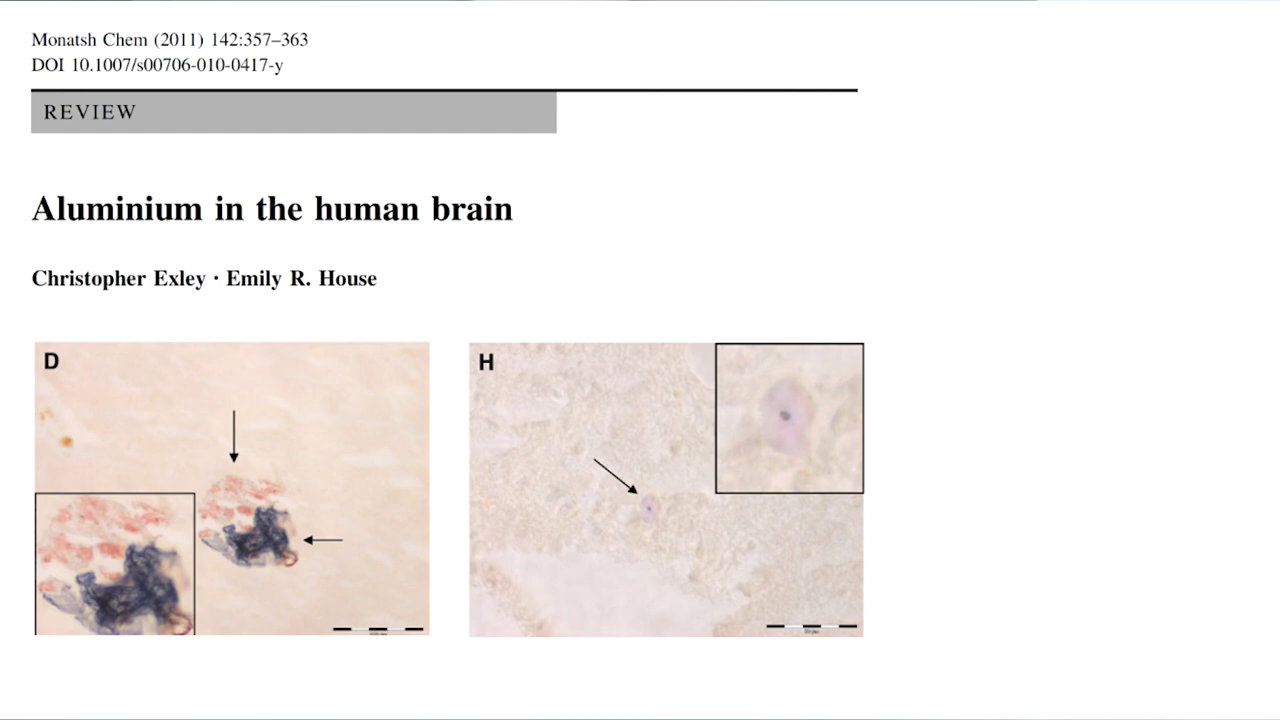 Monatsh Chem (2011) 142:357–363
DOI 10.1007/s00706-010-0417-y
REVIEW
Aluminium in the human brain
Christopher Exley · Emily R. House
D
H